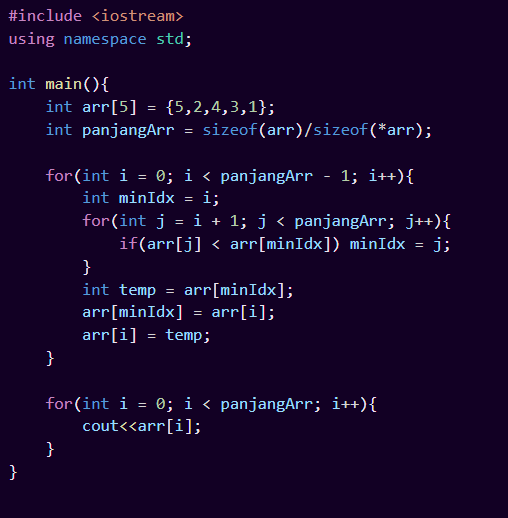 #include <iostream>
using namespace std;
int main(){
int arr[5] = {5,2,4,3,1};
int panjangArr = sizeof(arr)/sizeof(*arr);
for(int i = 0; i < panjangArr - 1; i++){
int minIdx = i;
for(int j = i + 1; j < panjangArr; j++){
if(arr[j] < arr[minIdx]) minIdx = j;
}
int temp = arr[minIdx];
arr[minIdx] = arr[i];
arr[i] = temp;
}
for(int i = 0; i < panjangArr; i++){
cout<<arr[i];
}
}